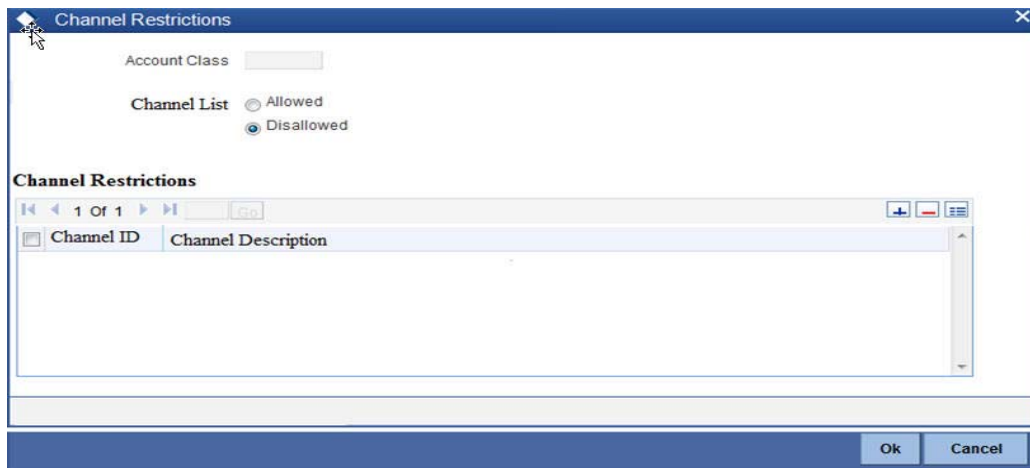 Channel Restrictions
Account Class
Channel List
Allowed
Disallowed
Channel Restrictions
1 Of 1 Go
Channel ID Channel Description
Ok Cancel